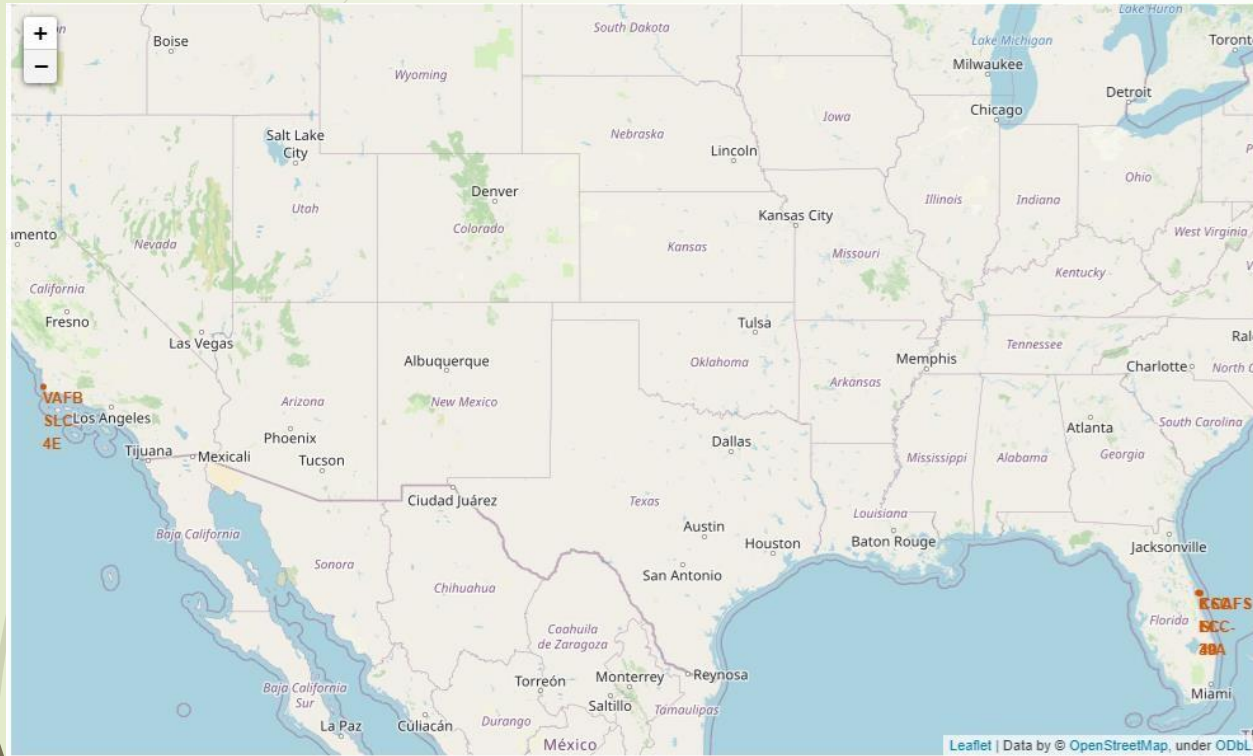 +
−
Boise
South Dakota
Lake Huron
Toront
Lake Michigan
Milwaukee
Wyoming
Detroit
Chicago
Iowa
Salt Lake
City
Nebraska
Lincoln
Denver
Ohio
Utah
Illinois
Indiana
Kansas City
amento
Nevada
Colorado
Kansas
Missouri
West Virginia
Kentucky
California
Fresno
Las Vegas
Tulsa
Albuquerque
Oklahoma
Memphis
Tennessee
Ral
Charlotte
North C
VAFB
SLC-
4E
Los Angeles
Arizona
New Mexico
Arkansas
Phoenix
Dallas
Atlanta
South Carolina
Tijuana
Mexicali
Tucson
Mississippi
Alabama
Georgia
Ciudad Juárez
Texas
Louisiana
Baja California
Austin
Houston
Baton Rouge
Jacksonville
Sonora
Chihuahua
San Antonio
Florida
Coahuila
de Zaragoza
Torreón
Monterrey
Reynosa
Baja California
Sur
Saltillo
Tamaulipas
Miami
La Paz
Culiacán
Durango
México
Leaflet | Data by © OpenStreetMap, under ODbL.